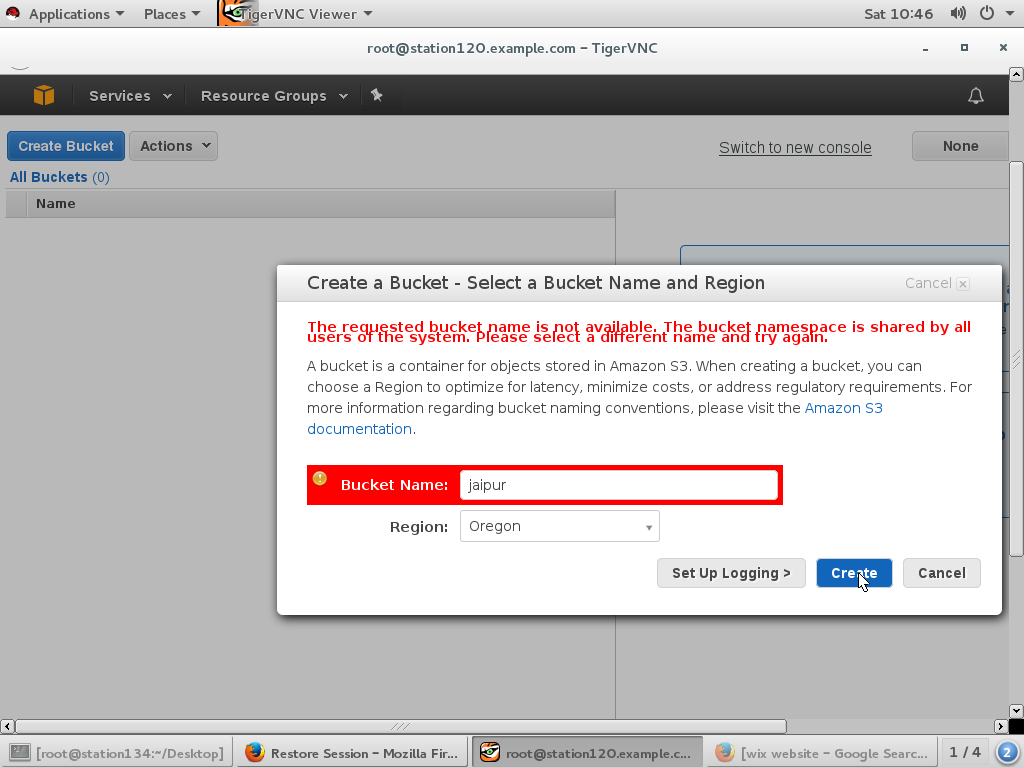 Applications Places TigerVNC Viewer Sat 10:46
root@station120.example.com – TigerVNC
Services Resource Groups
Create Bucket Actions Switch to new console None
All Buckets (0)
Name
Create a Bucket - Select a Bucket Name and Region Cancel
The requested bucket name is not available. The bucket namespace is shared by all
users of the system. Please select a different name and try again.
A bucket is a container for objects stored in Amazon S3. When creating a bucket, you can
choose a Region to optimize for latency, minimize costs, or address regulatory requirements. For
more information regarding bucket naming conventions, please visit the Amazon S3
documentation.
Bucket Name: jaipur
Region: Oregon
Set Up Logging > Create Cancel
[root@station134:~/Desktop] Restore Session – Mozilla Fir... root@station120.example.c... [wix website – Google Searc... 1 / 4 2